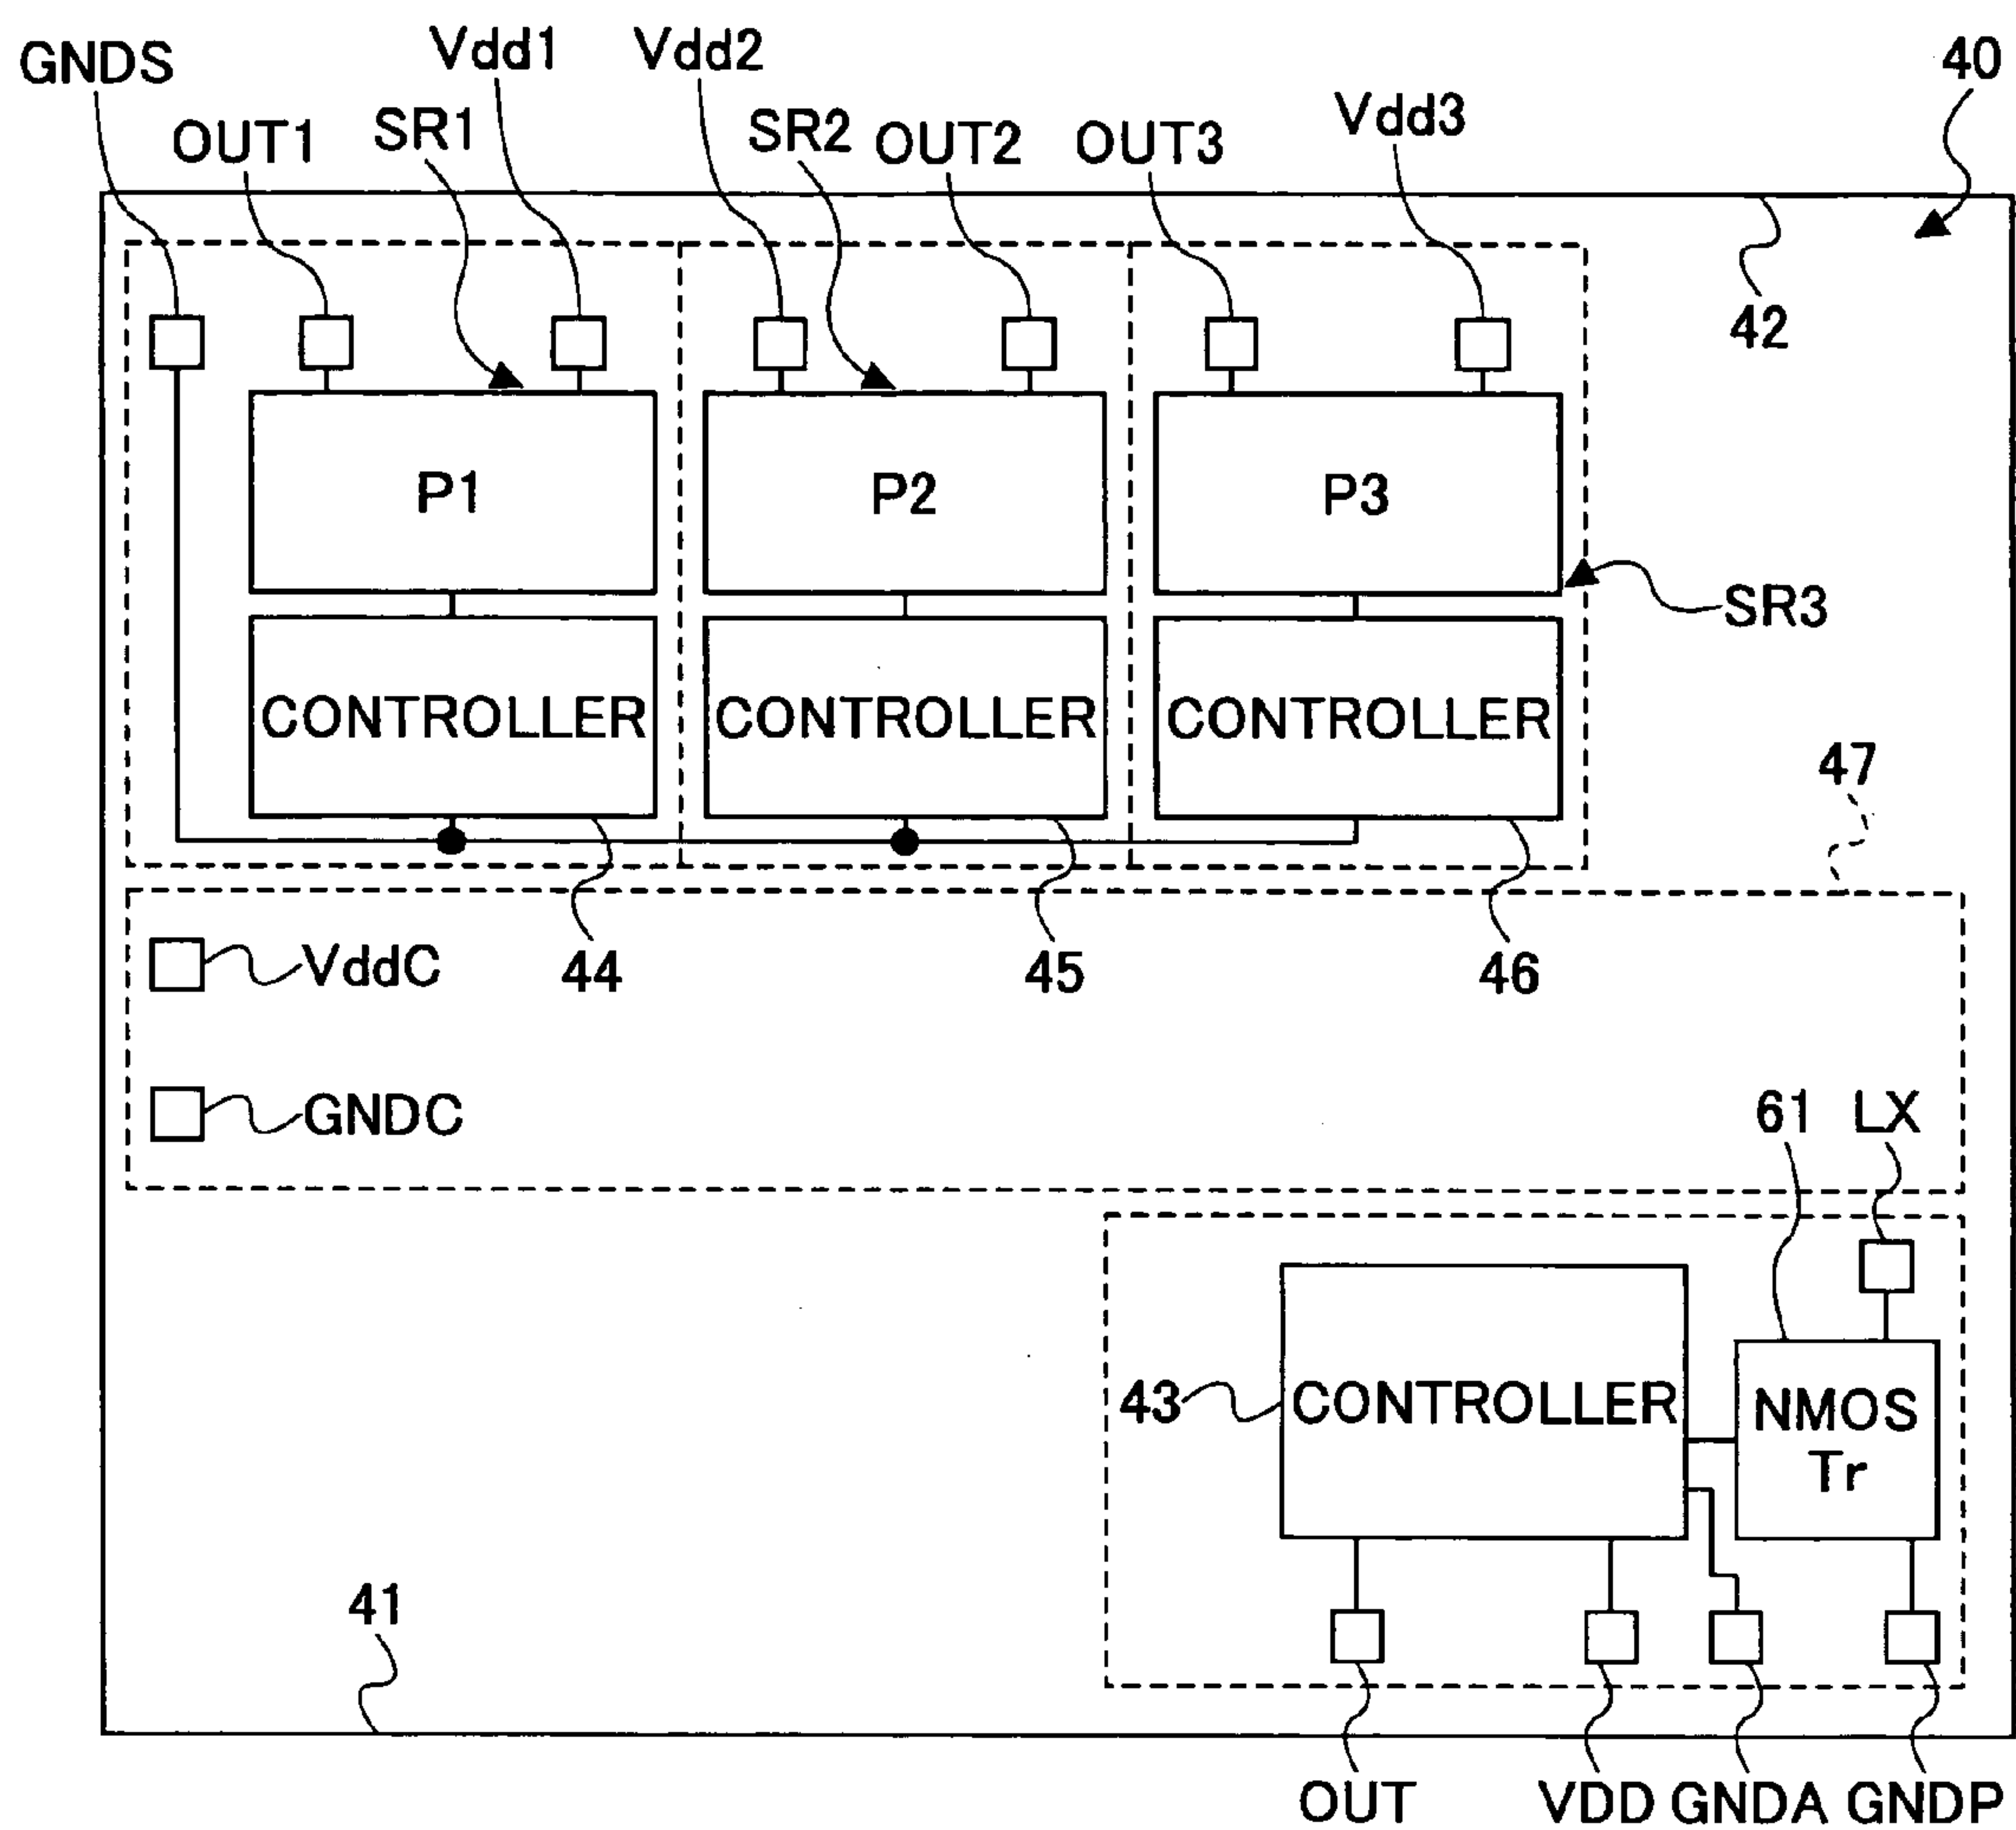 GNDS
Vdd1
Vdd2
40
OUT1
SR1
SR2
OUT2
OUT3
Vdd3
42
P1
P2
P3
SR3
CONTROLLER
CONTROLLER
CONTROLLER
47
VddC
44
45
46
GNDC
61
LX
43
CONTROLLER
NMOS
Tr
41
OUT
VDD
GNDA
GNDP